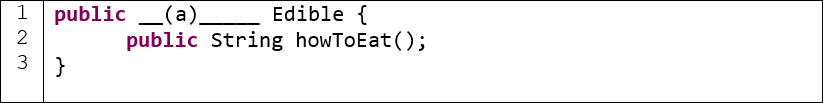 1 public __(a)_____ Edible {
2 public String howToEat();
3 }